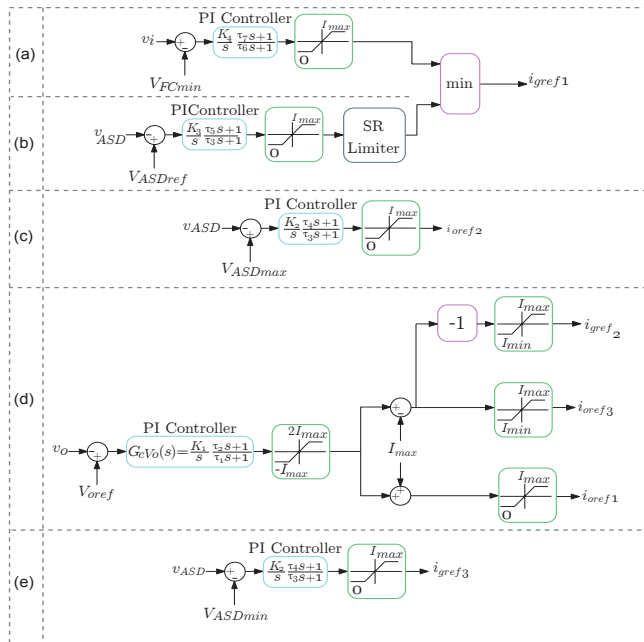 (a)
PI Controller
v_i
+
-
K_4/s τ_7s+1/τ_6s+1
V_FCmin
I_max
O
min
i_gref1
(b)
PIController
v_ASD
-
+
K_3/s τ_5s+1/τ_3s+1
V_ASDref
I_max
O
SR
Limiter
(c)
PI Controller
v_ASD
-
+
K_2/s τ_4s+1/τ_3s+1
V_ASDmax
I_max
O
i_oref2
(d)
PI Controller
v_O
-
+
G_cVo(s)=K_1/s τ_2s+1/τ_1s+1
V_oref
2I_max
-I_max
-1
I_max
I_min
i_gref2
+
-
I_max
I_min
i_oref3
I_max
+
+
I_max
O
i_oref1
(e)
PI Controller
v_ASD
+
-
K_2/s τ_4s+1/τ_3s+1
V_ASDmin
I_max
O
i_gref3